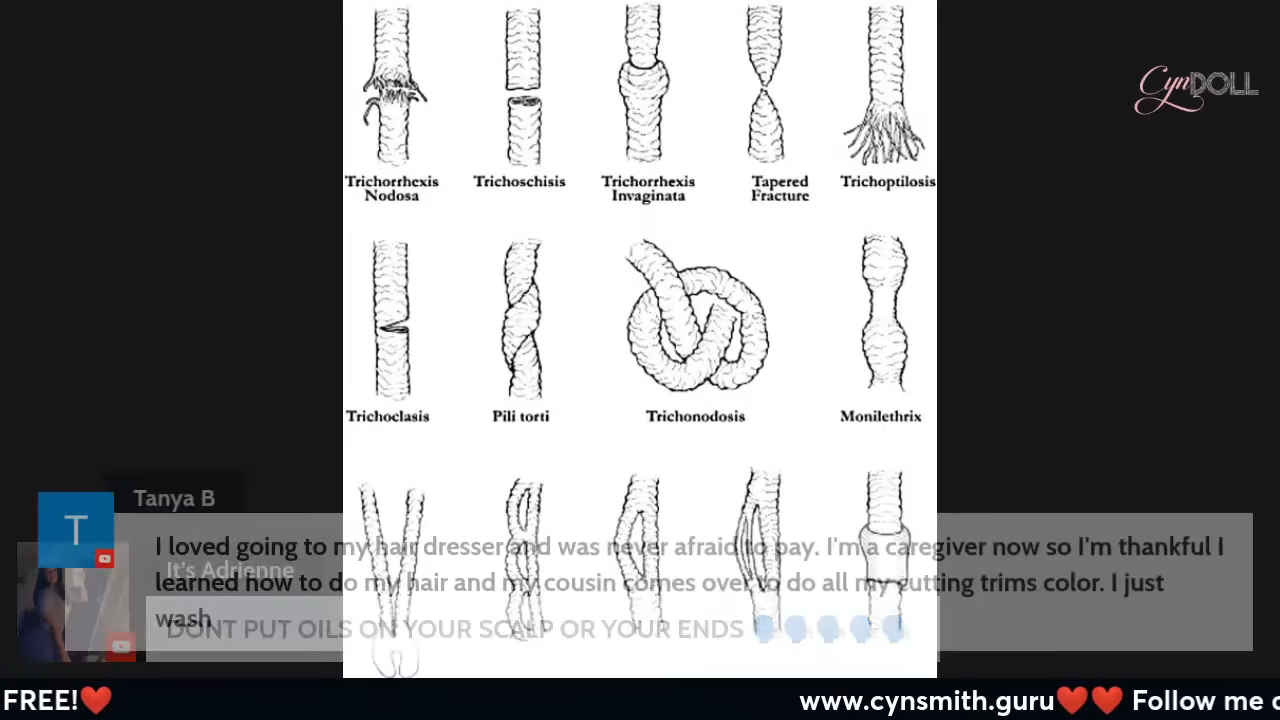 CynDOLL
Trichorrhexis
Nodosa
Trichoschisis
Trichorrhexis
Invaginata
Tapered
Fracture
Trichoptilosis
Trichoclasis
Pili torti
Trichonodosis
Monilethrix
T
Tanya B
I loved going to my hair dresser and was never afraid to pay. I'm a caregiver now so I'm thankful I
learned how to do my hair and my cousin comes over to do all my cutting trims color. I just
wash
It's Adrienne
DONT PUT OILS ON YOUR SCALP OR YOUR ENDS 🗣🗣🗣🗣🗣
FREE!❤️
www.cynsmith.guru❤️❤️ Follow me